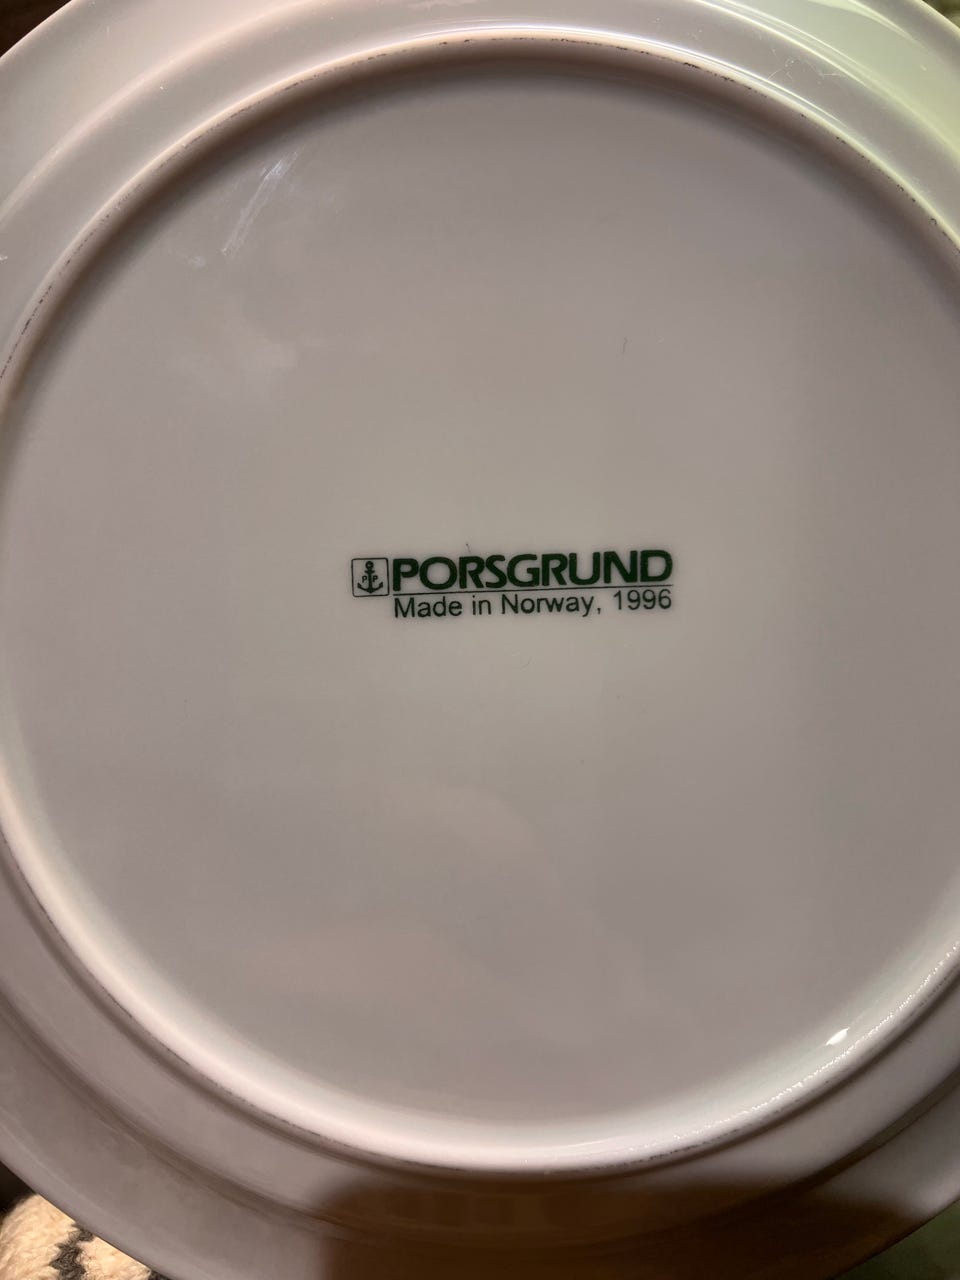 P P
PORSGRUND
Made in Norway, 1996